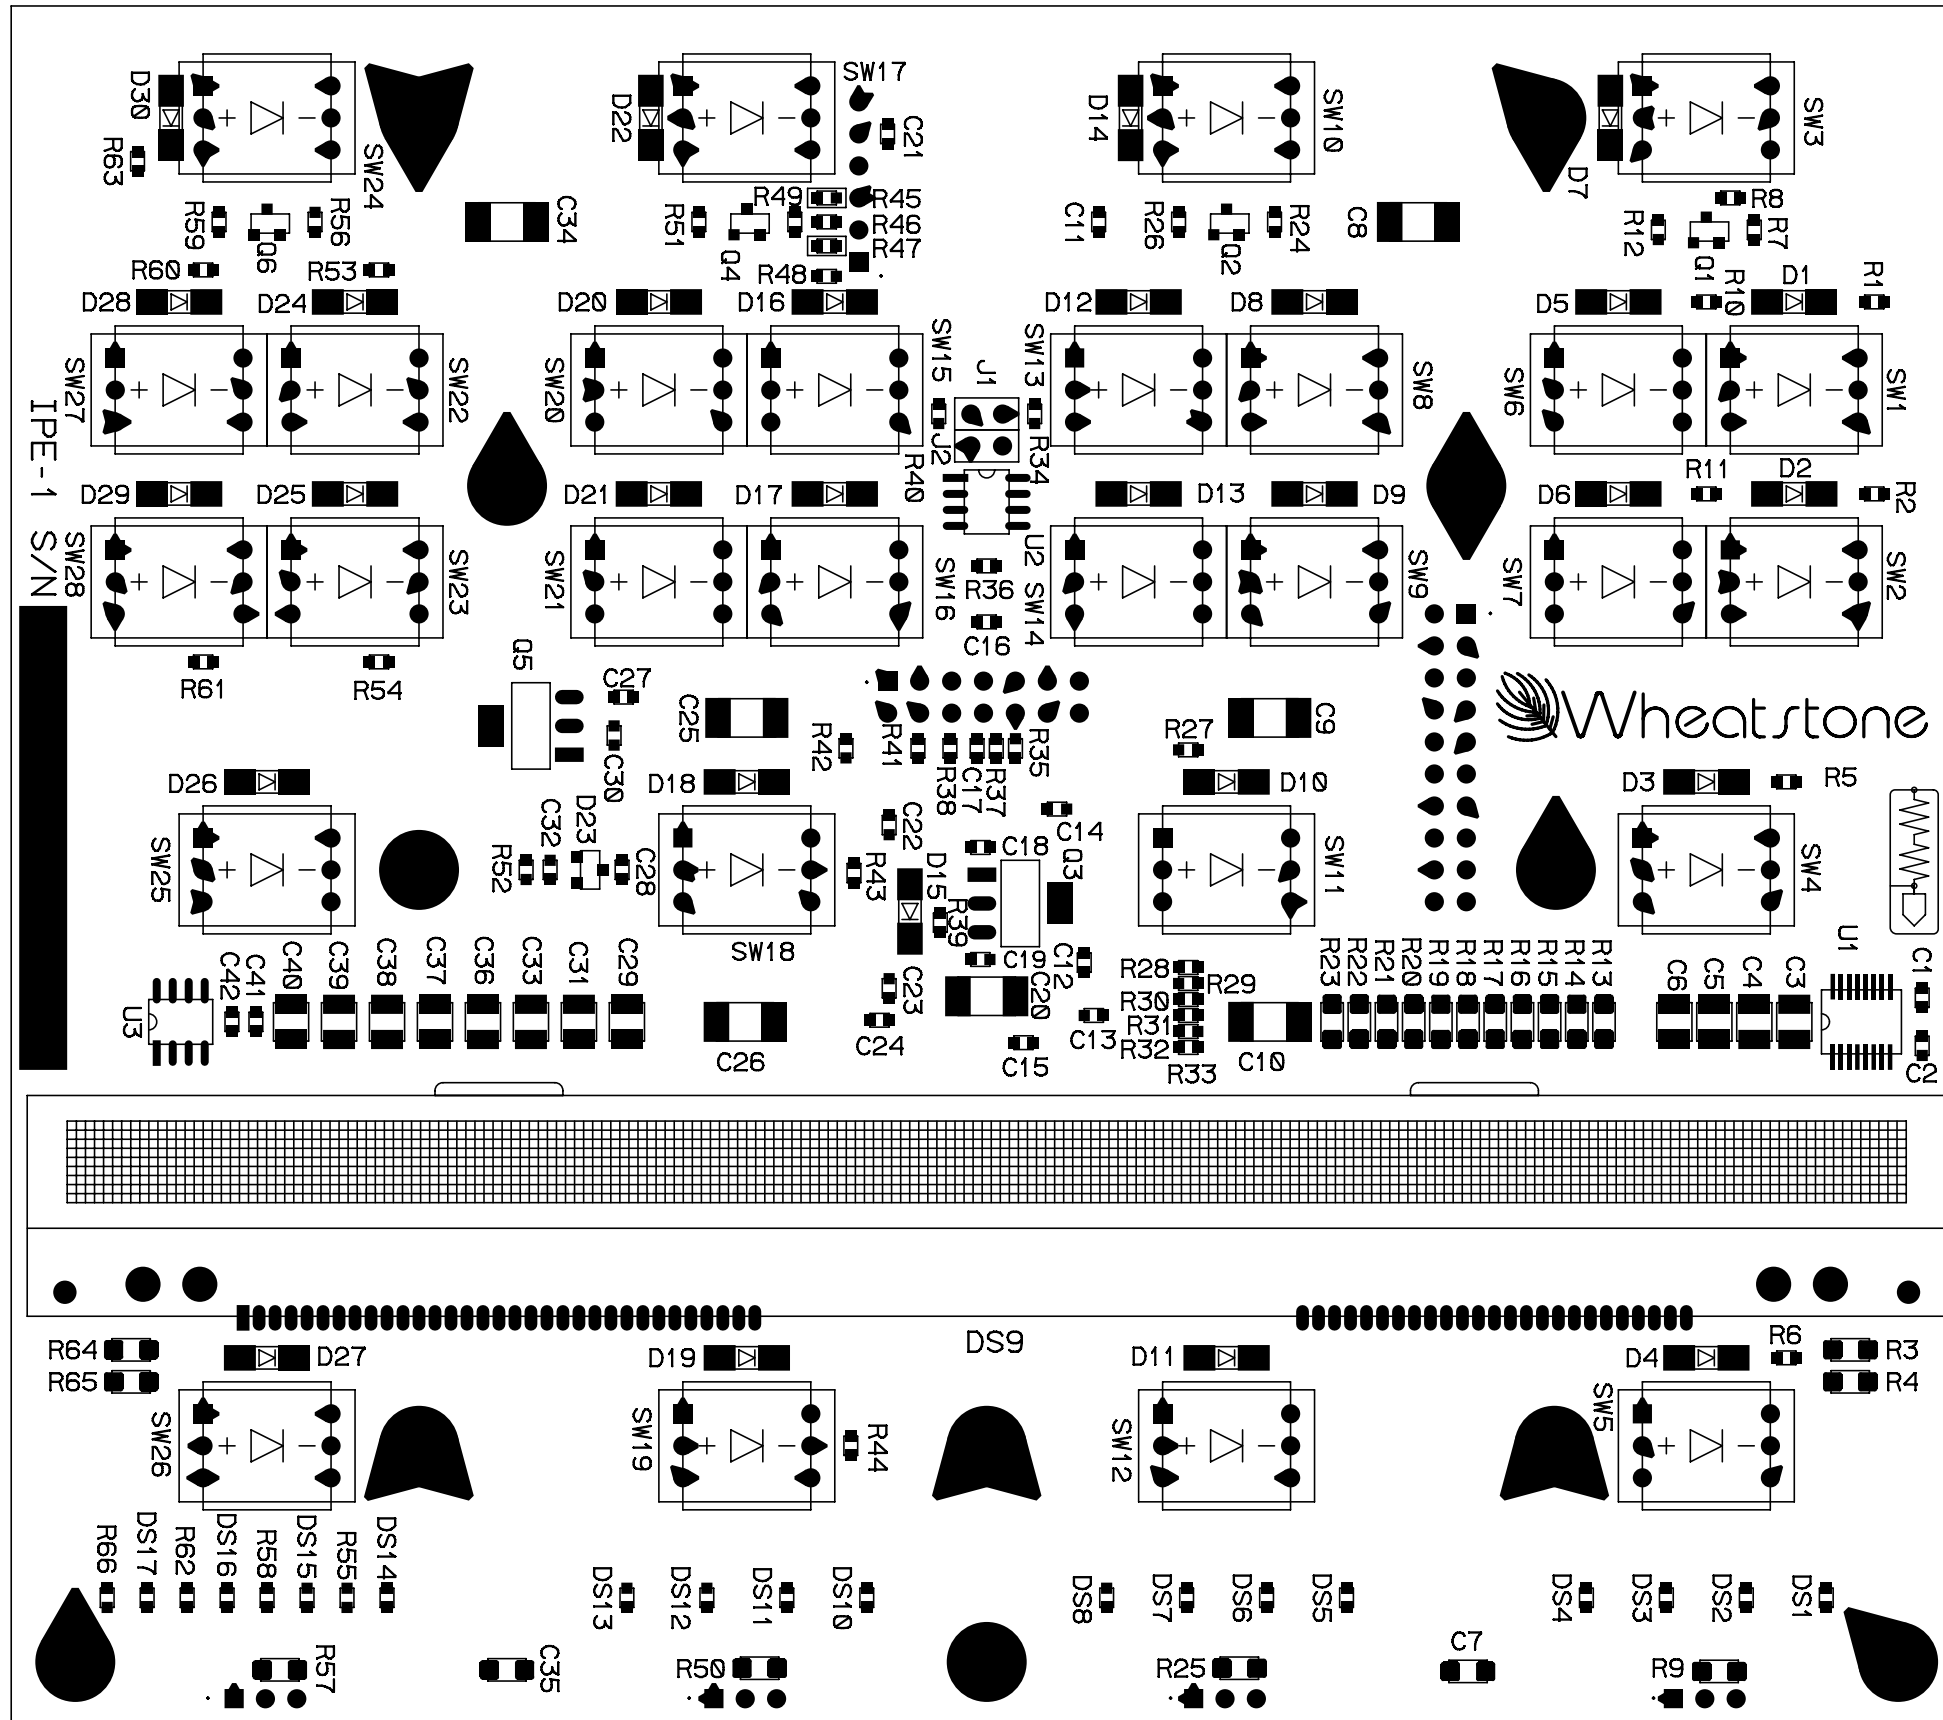 D30
D22
SW17
D14
SW10
SW3
C21
R63
SW24
D7
R49
R45
R8
R59
R56
C34
R51
R46
C11
R26
R24
C8
R12
R7
Q6
Q4
R47
Q2
Q1
R60
R53
R48
R10
D1
R1
D28
D24
D20
D16
D12
D8
D5
SW15
SW13
J1
SW27
SW22
SW20
SW8
SW6
SW1
IPE-1 S/N
J2
R34
R40
R11
D2
D29
D25
D21
D17
D13
D9
D6
R2
SW28
SW23
SW21
SW16
U2
R36
SW14
SW9
SW7
SW2
C16
R61
R54
Q5
C27
C25
R42
R41
R35
R27
C9
Wheatstone
C30
R38
C17
R37
D26
D18
D10
D3
R5
C32
D23
C22
C14
SW25
R52
C28
R43
D15
C18
Q3
SW11
SW4
R39
SW18
C42
C41
C40
C39
C38
C37
C36
C33
C31
C29
C19
C12
R28
R29
R23
R22
R21
R20
R19
R18
R17
R16
R15
R14
R13
C6
C5
C4
C3
U1
C1
U3
C23
C20
R30
C26
C24
C15
C13
R31
R32
R33
C10
C2
R64
D27
D19
DS9
D11
D4
R6
R3
R65
R4
SW26
SW19
R44
SW12
SW5
R66
DS17
R62
DS16
R58
DS15
R55
DS14
DS13
DS12
DS11
DS10
DS8
DS7
DS6
DS5
DS4
DS3
DS2
DS1
R57
C35
R50
R25
C7
R9